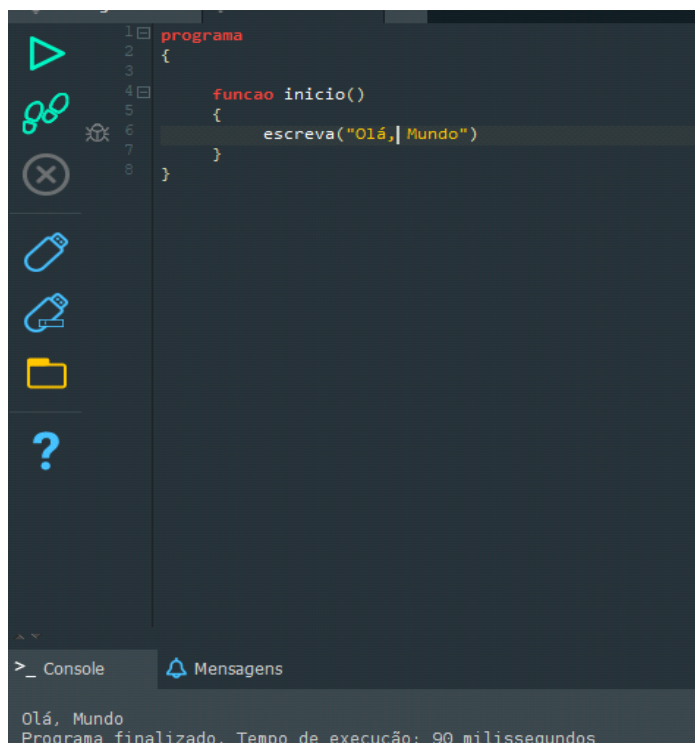 1 programa
2 {
3
4 funcao inicio()
5 {
6 escreva("Olá, Mundo")
7 }
8 }
?
>_ Console
Mensagens
Olá, Mundo
Programa finalizado. Tempo de execução: 90 milissegundos